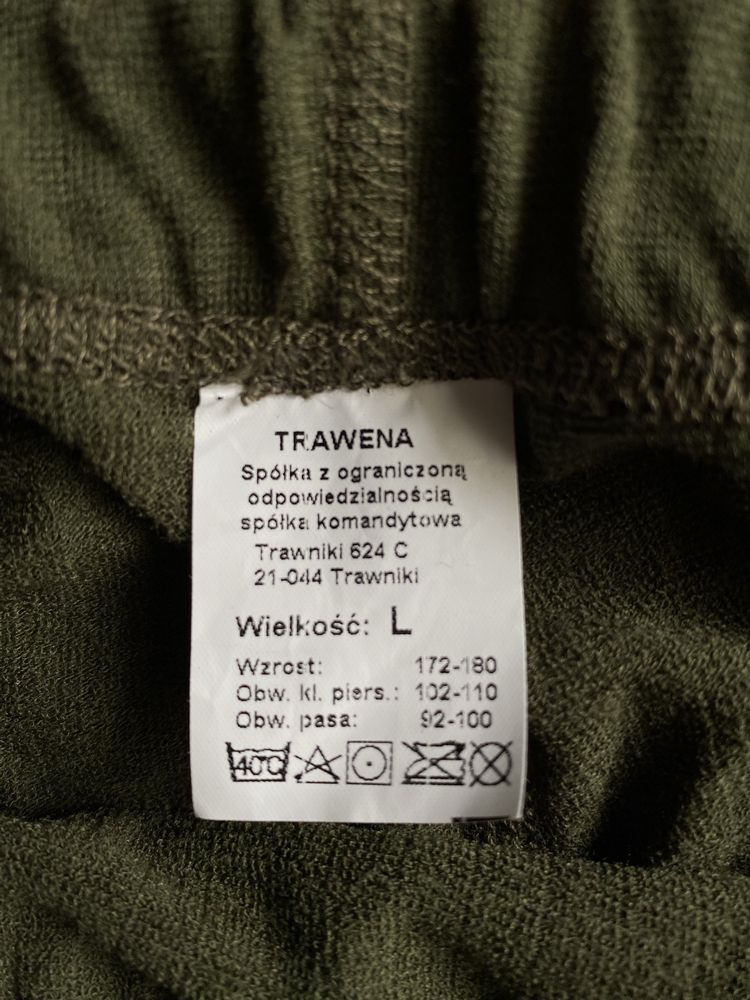 TRAWENA
Spółka z ograniczoną
odpowiedzialnością
spółka komandytowa
Trawniki 624 C
21-044 Trawniki
Wielkość: L
Wzrost: 172-180
Obw. kl. piers.: 102-110
Obw. pasa: 92-100
40°C